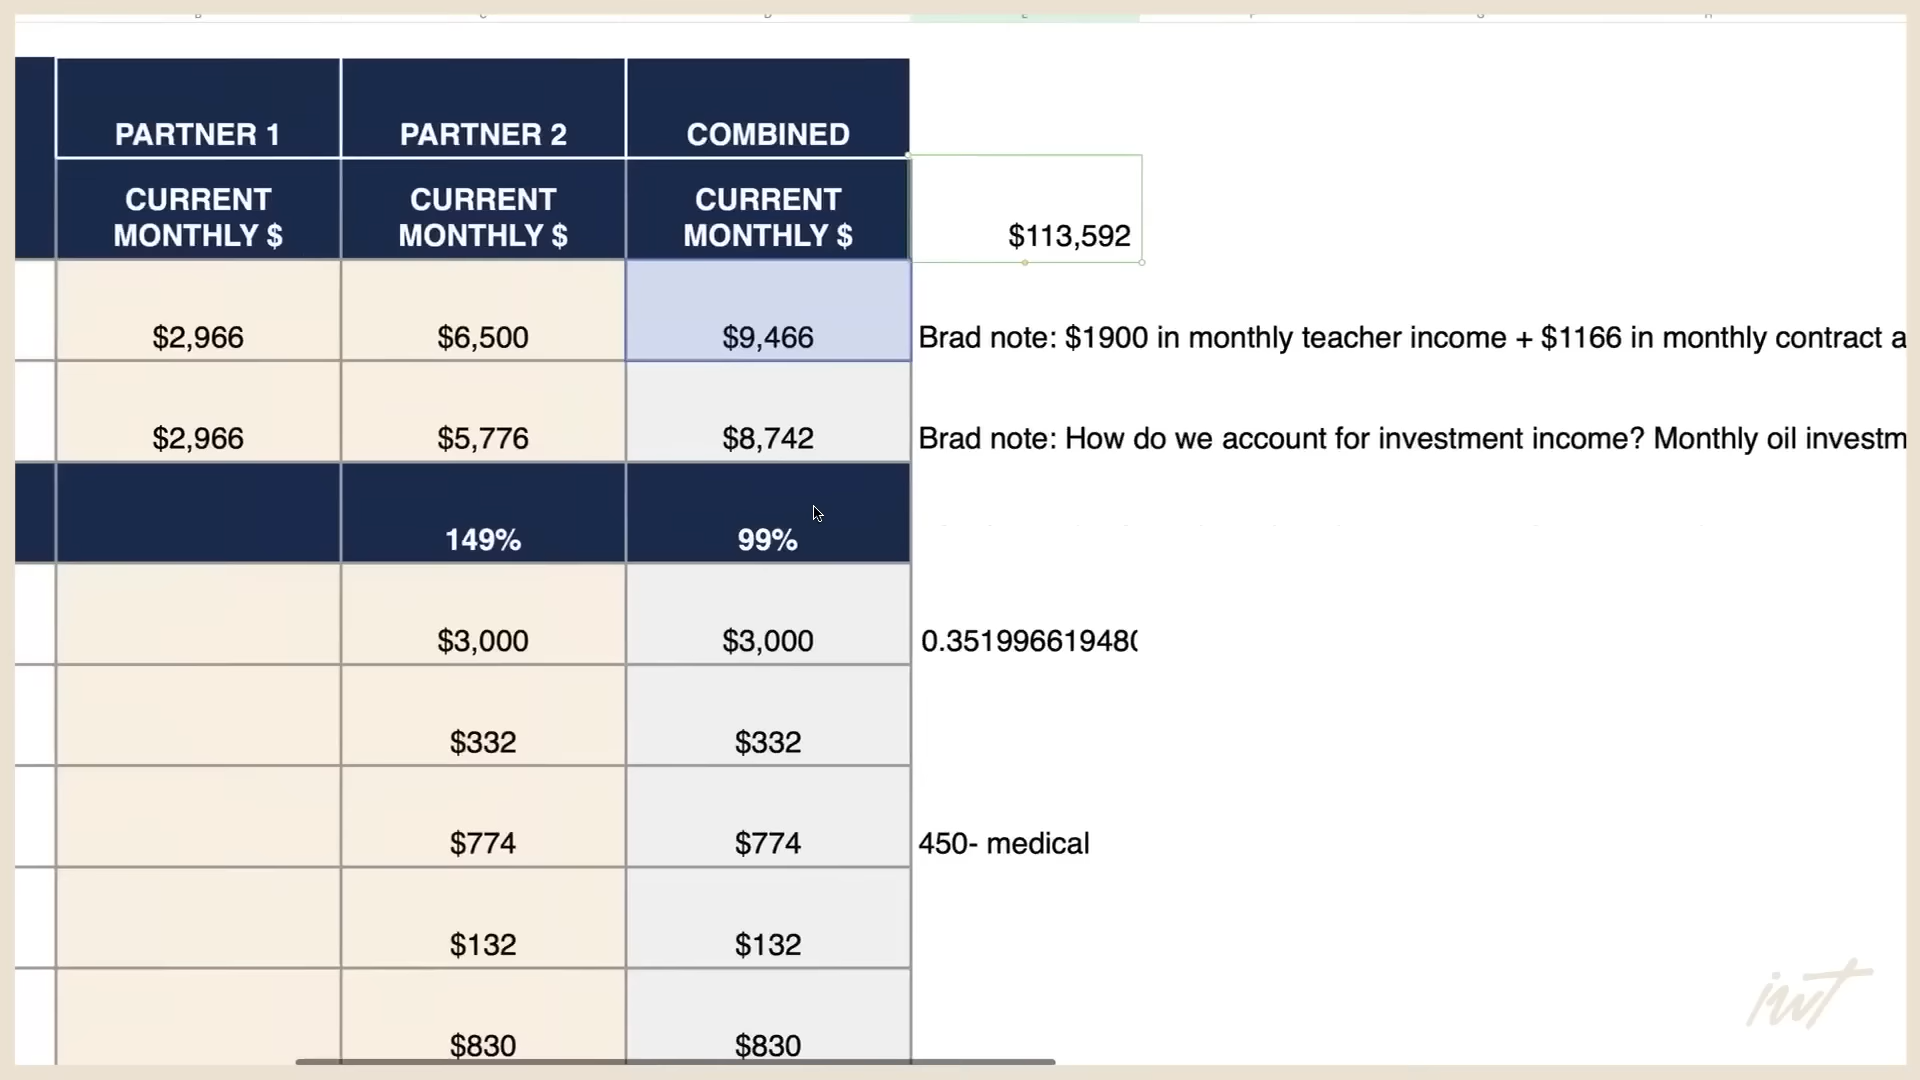 PARTNER 1 PARTNER 2 COMBINED
CURRENT MONTHLY $ CURRENT MONTHLY $ CURRENT MONTHLY $ $113,592
$2,966 $6,500 $9,466 Brad note: $1900 in monthly teacher income + $1166 in monthly contract a
$2,966 $5,776 $8,742 Brad note: How do we account for investment income? Monthly oil investm
149% 99%
$3,000 $3,000 0.351996619480
$332 $332
$774 $774 450- medical
$132 $132
$830 $830
iwt